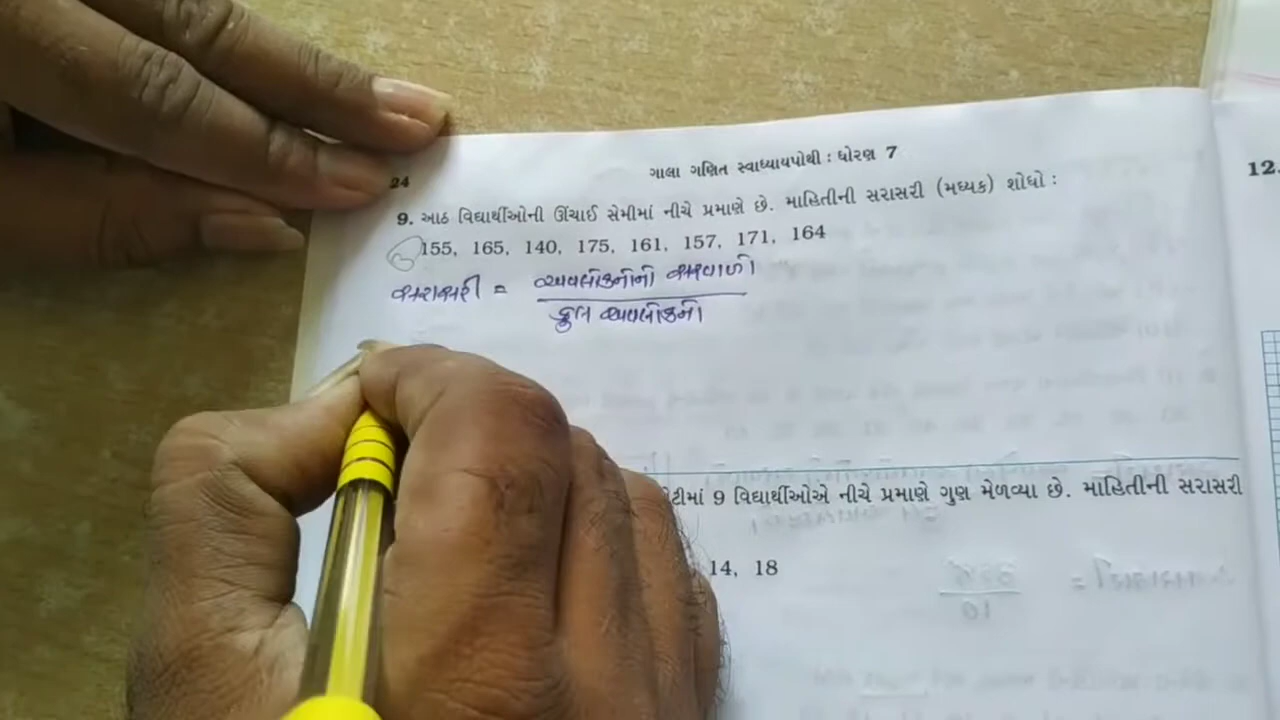 24
ગાલા ગણિત સ્વાધ્યાયપોથી : ધોરણ 7
12.
9. આઠ વિદ્યાર્થીઓની ઊંચાઈ સેમીમાં નીચે પ્રમાણે છે. માહિતીની સરાસરી (મધ્યક) શોધો :
155, 165, 140, 175, 161, 157, 171, 164
સરાસરી = અવલોકનોનો સરવાળો
કુલ અવલોકનો
9 વિદ્યાર્થીઓએ નીચે પ્રમાણે ગુણ મેળવ્યા છે. માહિતીની સરાસરી
14, 18